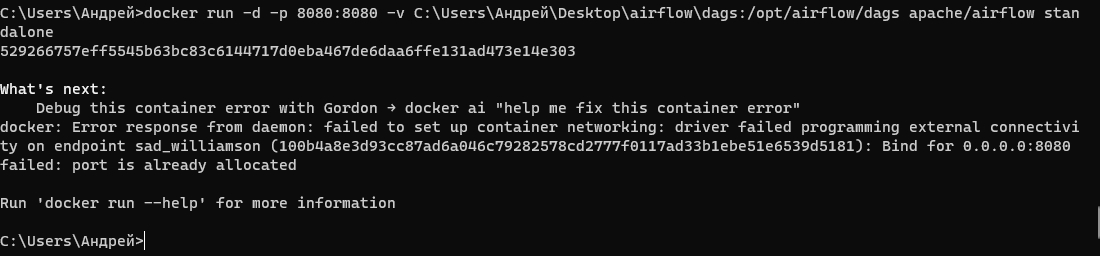 C:\Users\Андрей>docker run -d -p 8080:8080 -v C:\Users\Андрей\Desktop\airflow\dags:/opt/airflow/dags apache/airflow stan
dalone
529266757eff5545b63bc83c6144717d0eba467de6daa6ffe131ad473e14e303
What's next:
Debug this container error with Gordon → docker ai "help me fix this container error"
docker: Error response from daemon: failed to set up container networking: driver failed programming external connectivi
ty on endpoint sad_williamson (100b4a8e3d93cc87ad6a046c79282578cd2777f0117ad33b1ebe51e6539d5181): Bind for 0.0.0.0:8080
failed: port is already allocated
Run 'docker run --help' for more information
C:\Users\Андрей>